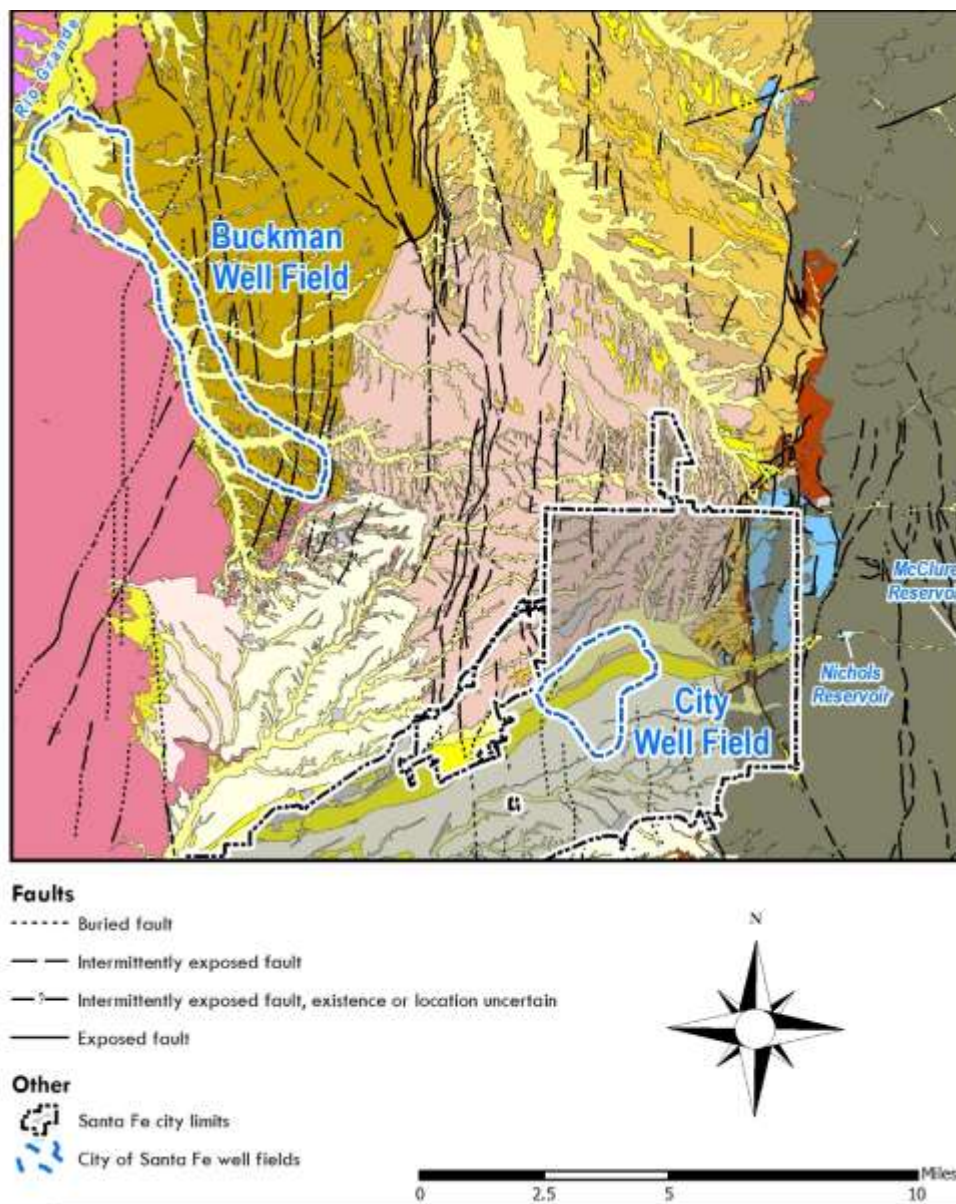 Rio Grande
Buckman
Well Field
McClure
Reservoir
Nichols
Reservoir
City
Well Field
Faults
Buried fault
Intermittently exposed fault
?
Intermittently exposed fault, existence or location uncertain
Exposed fault
N
Other
Santa Fe city limits
City of Santa Fe well fields
Miles
0 2.5 5 10